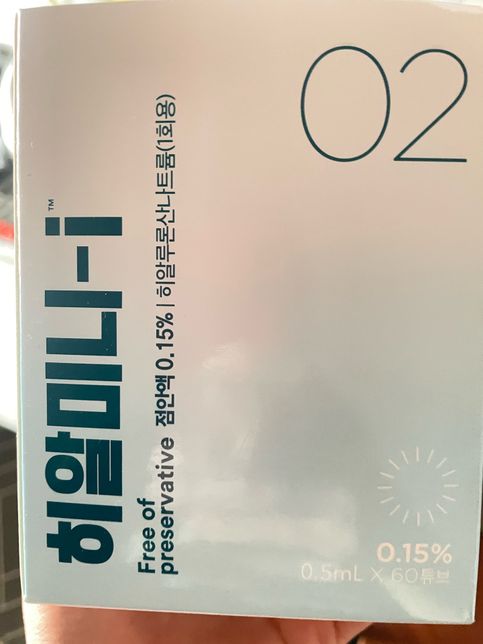 02
히알미니-i™
Free of
preservative 점안액 0.15% | 히알루론산나트륨(1회용)
0.15%
0.5mL X 60튜브